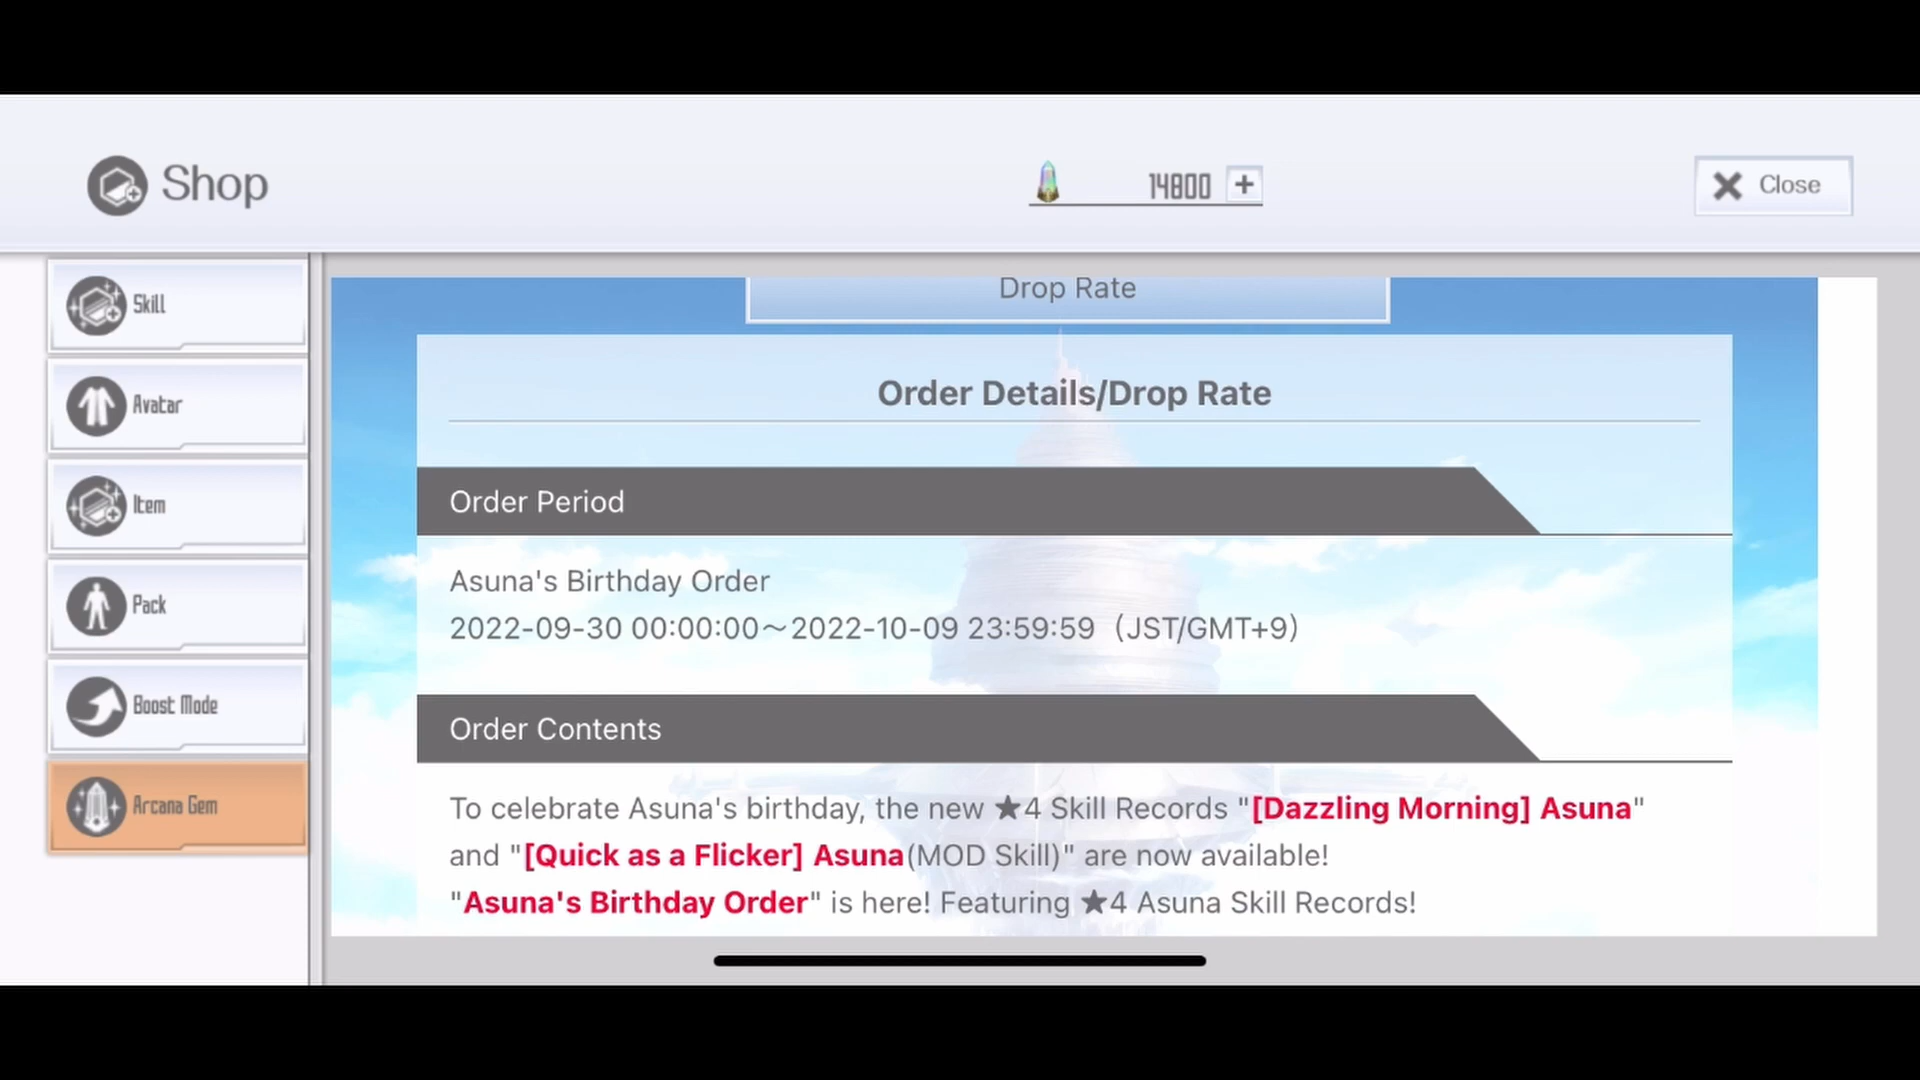 Shop
14800
Close
Skill
Avatar
Item
Pack
Boost Mode
Arcana Gem
Drop Rate
Order Details/Drop Rate
Order Period
Asuna's Birthday Order
2022-09-30 00:00:00～2022-10-09 23:59:59（JST/GMT+9）
Order Contents
To celebrate Asuna's birthday, the new ★4 Skill Records "[Dazzling Morning] Asuna"
and "[Quick as a Flicker] Asuna(MOD Skill)" are now available!
"Asuna's Birthday Order" is here! Featuring ★4 Asuna Skill Records!